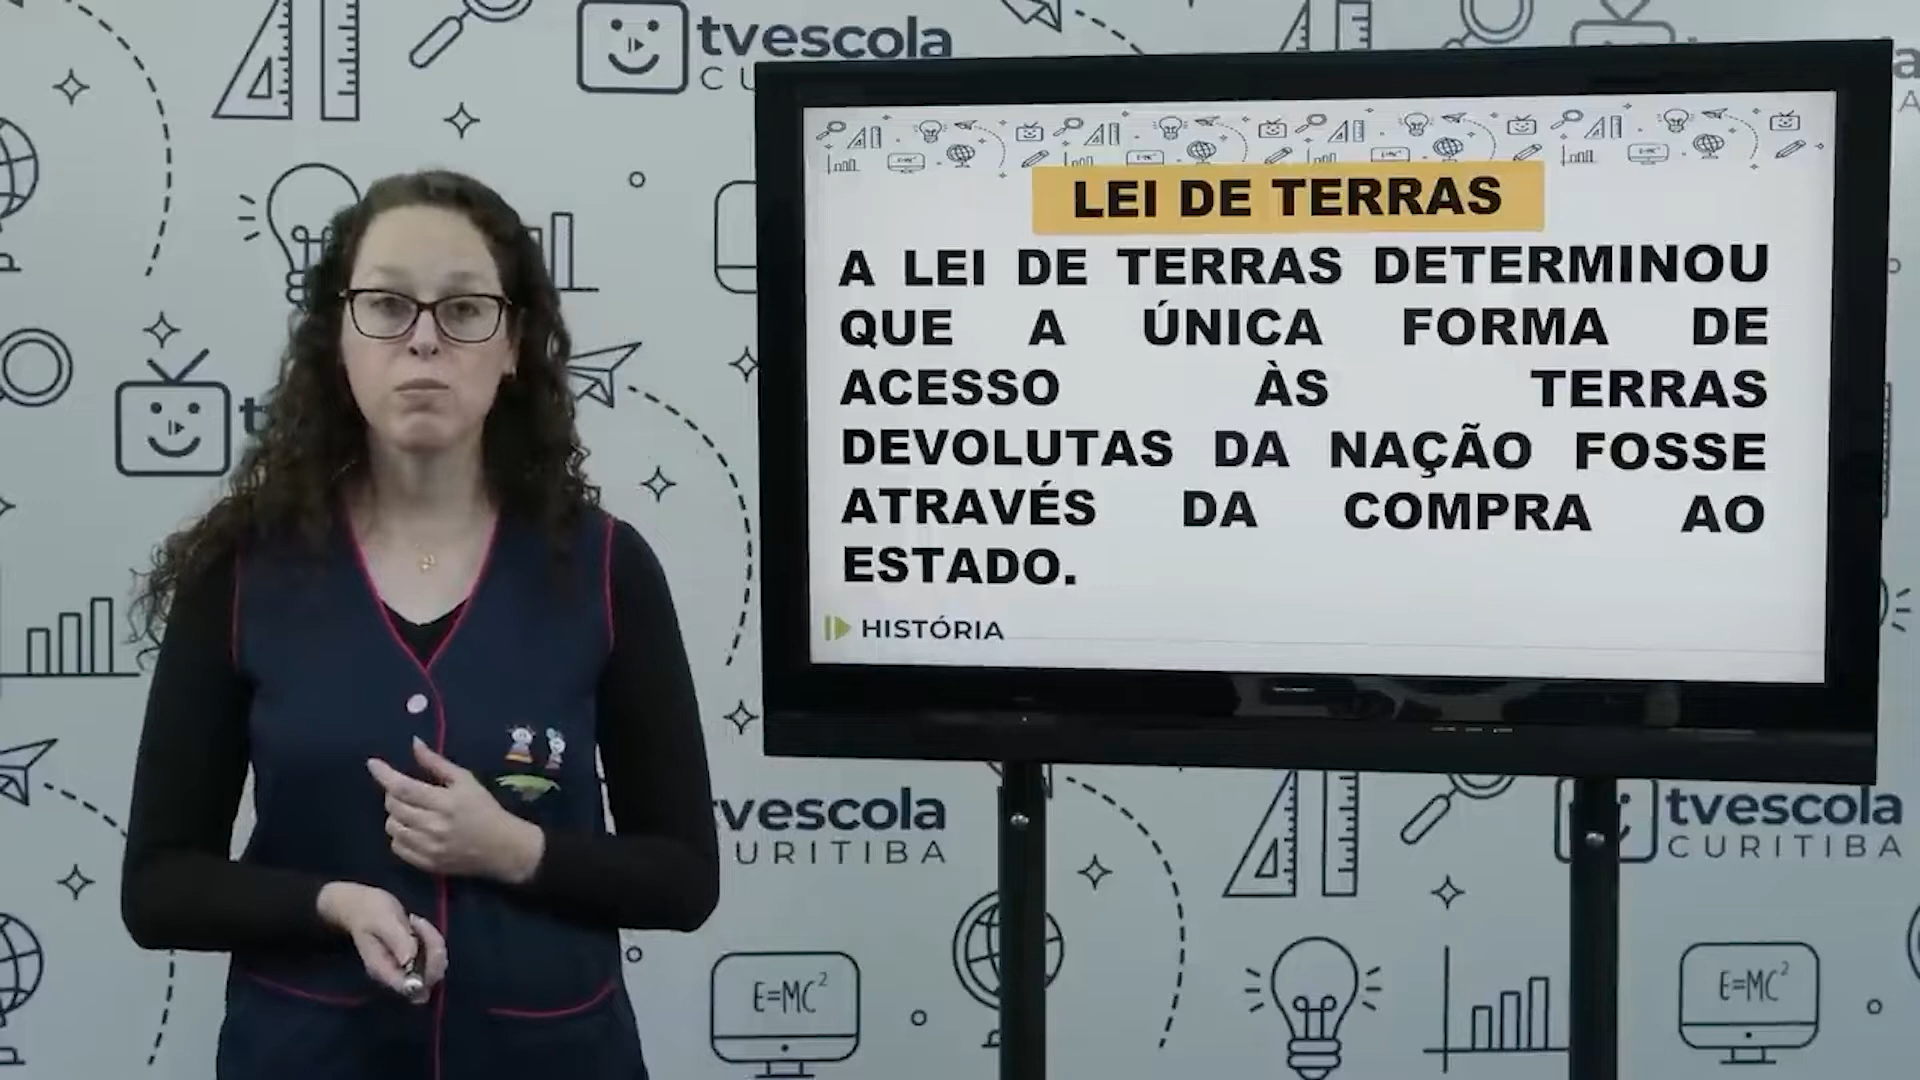 tvescola
LEI DE TERRAS
A LEI DE TERRAS DETERMINOU
QUE A ÚNICA FORMA DE
ACESSO ÀS TERRAS
DEVOLUTAS DA NAÇÃO FOSSE
ATRAVÉS DA COMPRA AO
ESTADO.
HISTÓRIA
tvescola
CURITIBA
tvescola
CURITIBA
E=MC²
E=MC²